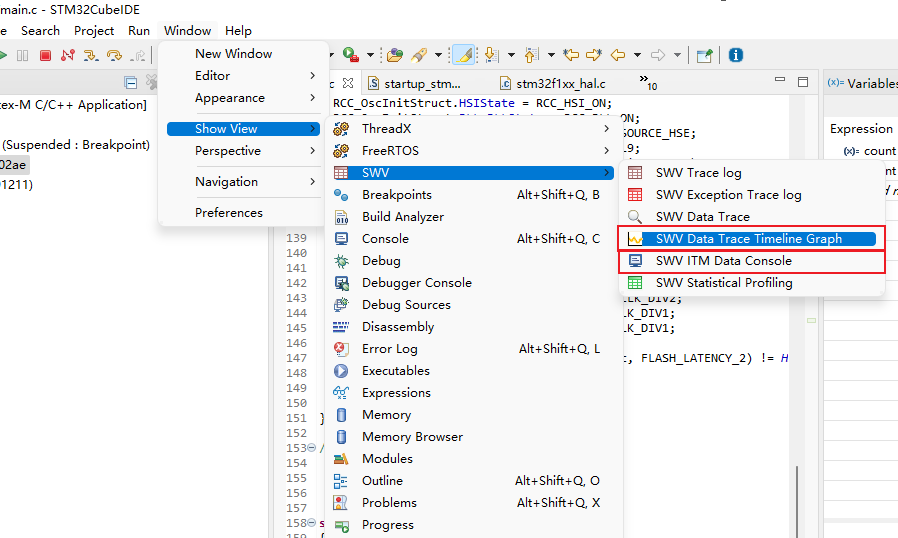 main.c - STM32CubeIDE
e Search Project Run Window Help
New Window
Editor
Appearance
Show View
Perspective
Navigation
Preferences
ex-M C/C++ Application]
(Suspended : Breakpoint)
02ae
01211)
c startup_stm... stm32f1xx_hal.c 10
(x)= Variables
RCC_OscInitStruct.HSIState = RCC_HSI_ON;
ON;
SOURCE_HSE;
L9;
Expression
(x)= count
nt
d n
ThreadX
FreeRTOS
SWV
Breakpoints Alt+Shift+Q, B
Build Analyzer
Console Alt+Shift+Q, C
Debug
Debugger Console
Debug Sources
Disassembly
Error Log Alt+Shift+Q, L
Executables
Expressions
Memory
Memory Browser
Modules
Outline Alt+Shift+Q, O
Problems Alt+Shift+Q, X
Progress
SWV Trace log
SWV Exception Trace log
SWV Data Trace
SWV Data Trace Timeline Graph
SWV ITM Data Console
SWV Statistical Profiling
139
140
141
142
143 LK_DIV2;
144 LK_DIV1;
145 LK_DIV1;
146
147 , FLASH_LATENCY_2) != H
148
149
150
151 }
152
153 /
154
155
156
157
158 s
159 {